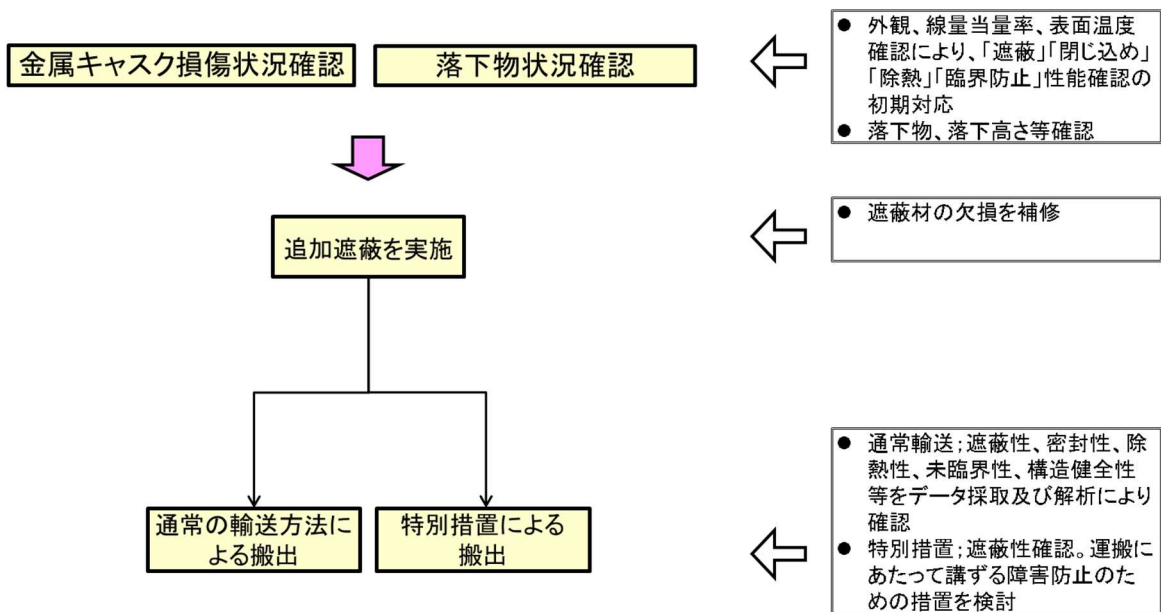 金属キャスク損傷状況確認
落下物状況確認
● 外観、線量当量率、表面温度
確認により、「遮蔽」「閉じ込め」
「除熱」「臨界防止」性能確認の
初期対応
● 落下物、落下高さ等確認
追加遮蔽を実施
● 遮蔽材の欠損を補修
通常の輸送方法に
よる搬出
特別措置による
搬出
● 通常輸送;遮蔽性、密封性、除
熱性、未臨界性、構造健全性
等をデータ採取及び解析により
確認
● 特別措置;遮蔽性確認。運搬に
あたって講ずる障害防止のた
めの措置を検討